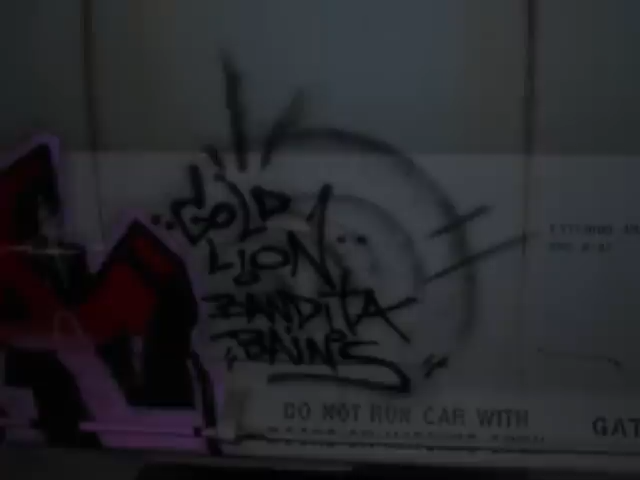 GOLD
LION
BANDITA
BAINS
DO NOT RUN CAR WITH
GAT